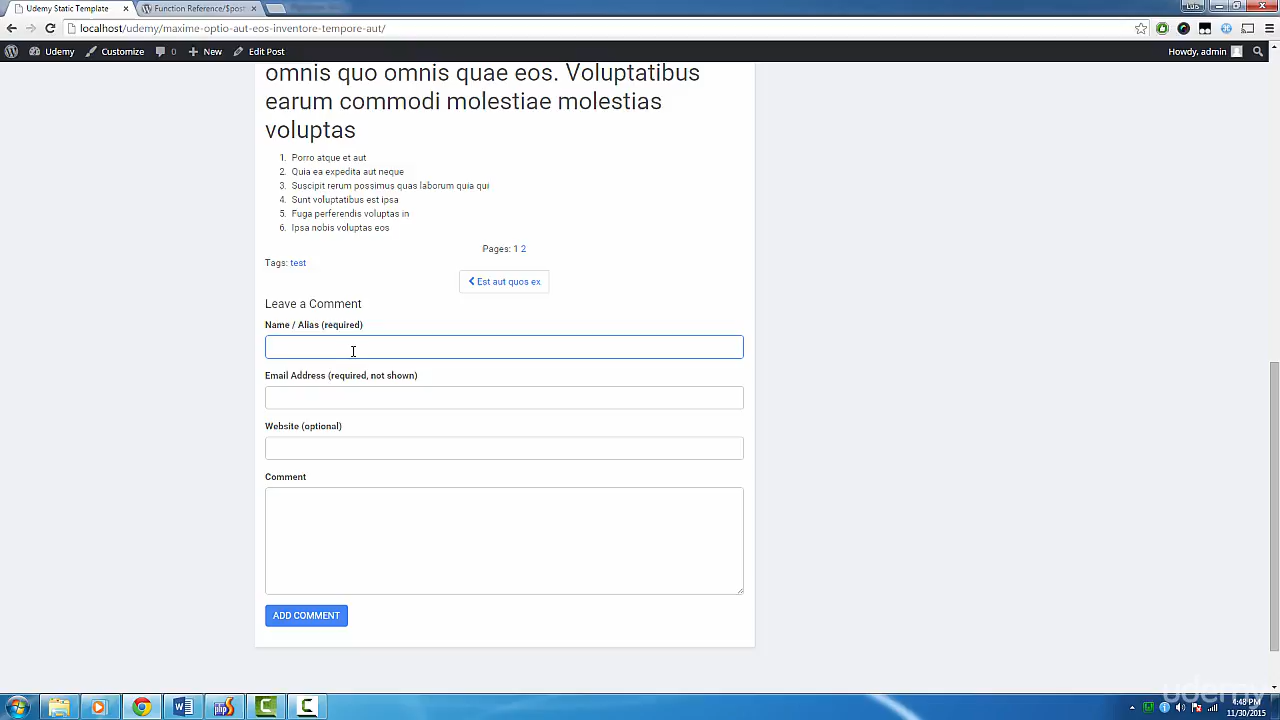 Udemy Static Template
Function Reference/$post
Luis
localhost/udemy/maxime-optio-aut-eos-inventore-tempore-aut/
Udemy Customize 0 New Edit Post Howdy, admin
omnis quo omnis quae eos. Voluptatibus
earum commodi molestiae molestias
voluptas
1. Porro atque et aut
2. Quia ea expedita aut neque
3. Suscipit rerum possimus quas laborum quia qui
4. Sunt voluptatibus est ipsa
5. Fuga perferendis voluptas in
6. Ipsa nobis voluptas eos
Pages: 1 2
Tags: test
Est aut quos ex
Leave a Comment
Name / Alias (required)
Email Address (required, not shown)
Website (optional)
Comment
ADD COMMENT
udemy
4:48 PM
11/30/2015